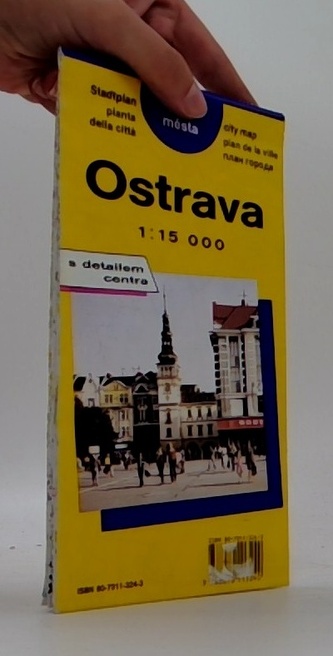 Stadtplan
pianta
della città
města
city map
plan de la ville
план города
Ostrava
1:15 000
s detailem
centra
ISBN 80-7011-324-3